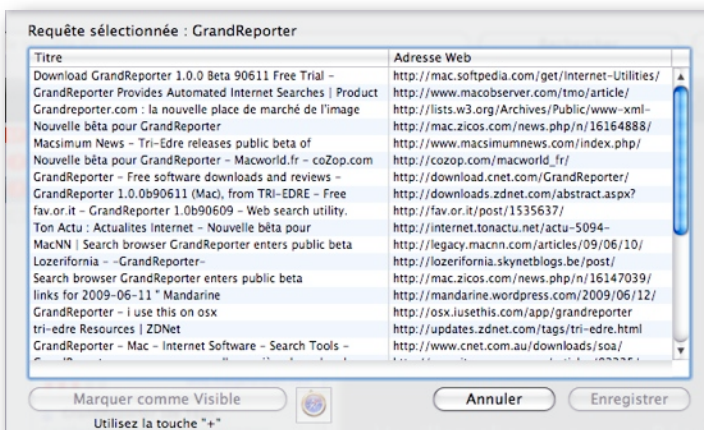 Requête sélectionnée : GrandReporter
Titre Adresse Web
Download GrandReporter 1.0.0 Beta 90611 Free Trial – http://mac.softpedia.com/get/Internet-Utilities/
GrandReporter Provides Automated Internet Searches | Product http://www.macobserver.com/tmo/article/
Grandreporter.com : la nouvelle place de marché de l'image http://lists.w3.org/Archives/Public/www-xml-
Nouvelle bêta pour GrandReporter http://mac.zicos.com/news.php/n/16164888/
Macsimum News – Tri-Edre releases public beta of http://www.macsimumnews.com/index.php/
Nouvelle bêta pour GrandReporter – Macworld.fr – coZop.com http://cozop.com/macworld_fr/
GrandReporter – Free software downloads and reviews – http://download.cnet.com/GrandReporter/
GrandReporter 1.0.0b90611 (Mac), from TRI-EDRE – Free http://downloads.zdnet.com/abstract.aspx?
fav.or.it – GrandReporter 1.0b90609 – Web search utility. http://fav.or.it/post/1535637/
Ton Actu : Actualites Internet – Nouvelle bêta pour http://internet.tonactu.net/actu-5094-
MacNN | Search browser GrandReporter enters public beta http://legacy.macnn.com/articles/09/06/10/
Lozerifornia – -GrandReporter- http://lozerifornia.skynetblogs.be/post/
Search browser GrandReporter enters public beta http://mac.zicos.com/news.php/n/16147039/
links for 2009-06-11 " Mandarine http://mandarine.wordpress.com/2009/06/12/
GrandReporter – i use this on osx http://osx.iusethis.com/app/grandreporter
tri-edre Resources | ZDNet http://updates.zdnet.com/tags/tri-edre.html
GrandReporter – Mac – Internet Software – Search Tools – http://www.cnet.com.au/downloads/soa/
Marquer comme Visible Annuler Enregistrer
Utilisez la touche "+"